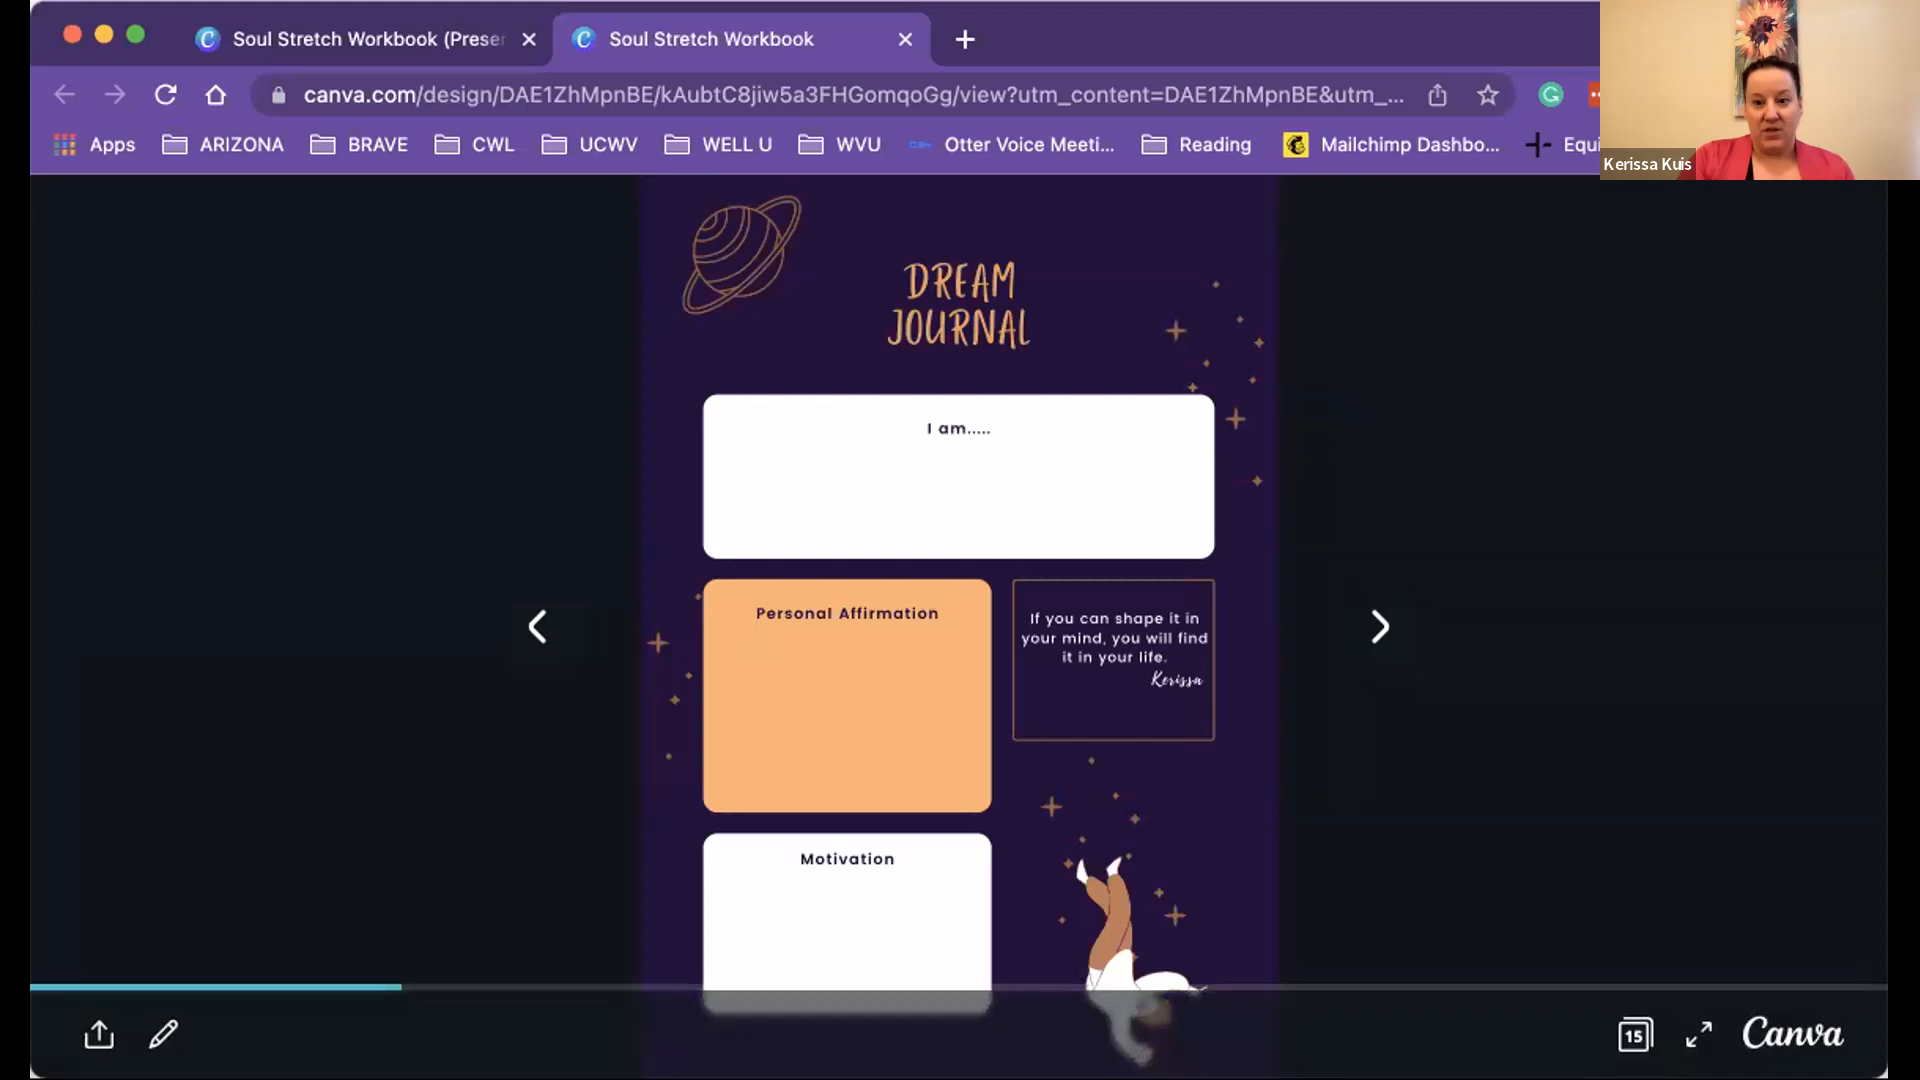 Soul Stretch Workbook (Preser
Soul Stretch Workbook
canva.com/design/DAE1ZhMpnBE/kAubtC8jiw5a3FHGomqoGg/view?utm_content=DAE1ZhMpnBE&utm_...
Apps
ARIZONA
BRAVE
CWL
UCWV
WELL U
WVU
Otter Voice Meeti...
Reading
Mailchimp Dashbo...
Equi
Kerissa Kuis
DREAM
JOURNAL
I am.....
Personal Affirmation
If you can shape it in
your mind, you will find
it in your life.
Kerissa
Motivation
15
Canva